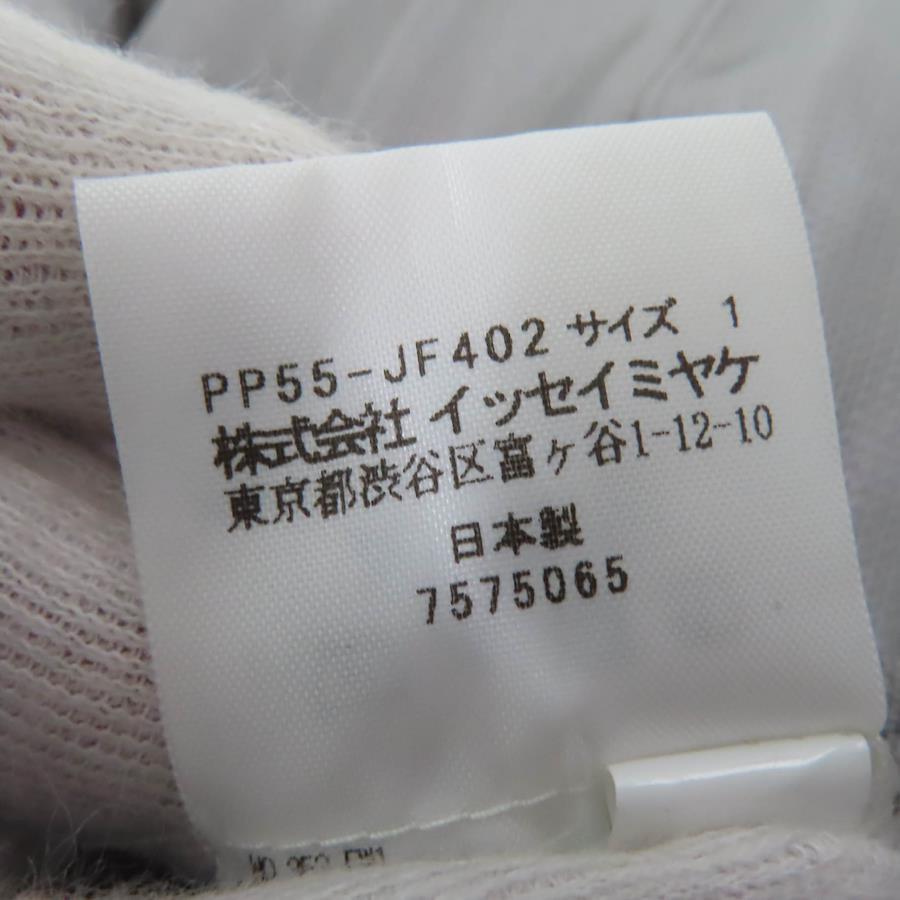 PP55-JF402 サイズ 1
株式会社 イッセイミヤケ
東京都渋谷区富ヶ谷1-12-10
日本製
7575065